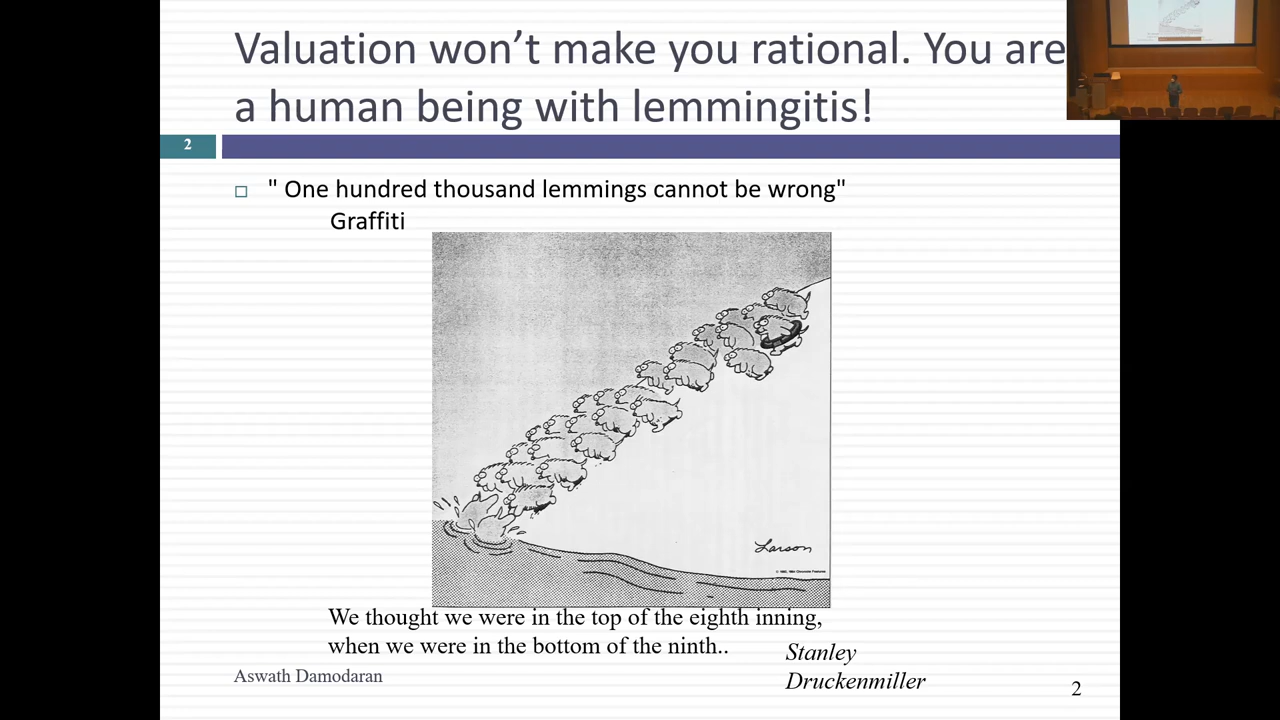 Valuation won’t make you rational. You are
a human being with lemmingitis!
2
" One hundred thousand lemmings cannot be wrong"
Graffiti
Larson
We thought we were in the top of the eighth inning,
when we were in the bottom of the ninth..
Stanley
Druckenmiller
Aswath Damodaran
2